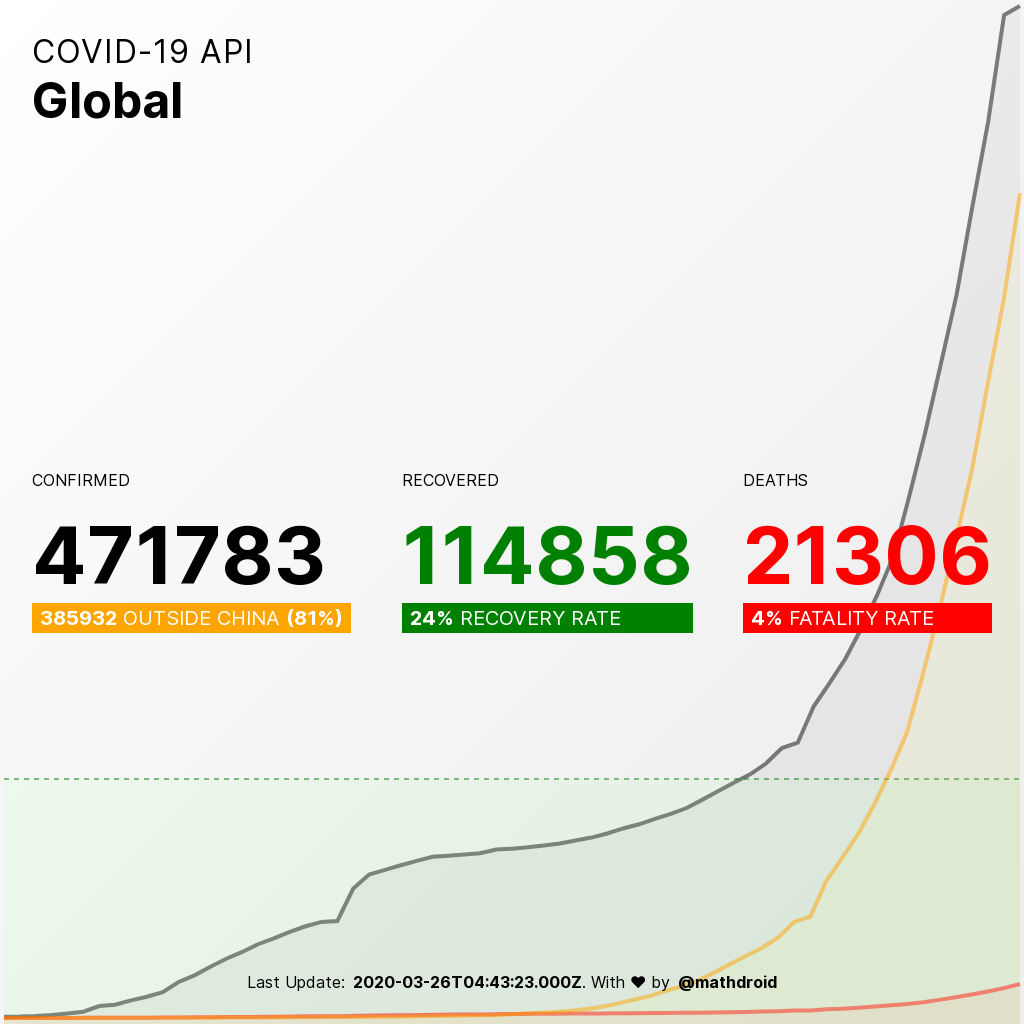 COVID-19 API
Global
CONFIRMED
471783
385932 OUTSIDE CHINA (81%)
RECOVERED
114858
24% RECOVERY RATE
DEATHS
21306
4% FATALITY RATE
Last Update: 2020-03-26T04:43:23.000Z. With ♥ by @mathdroid